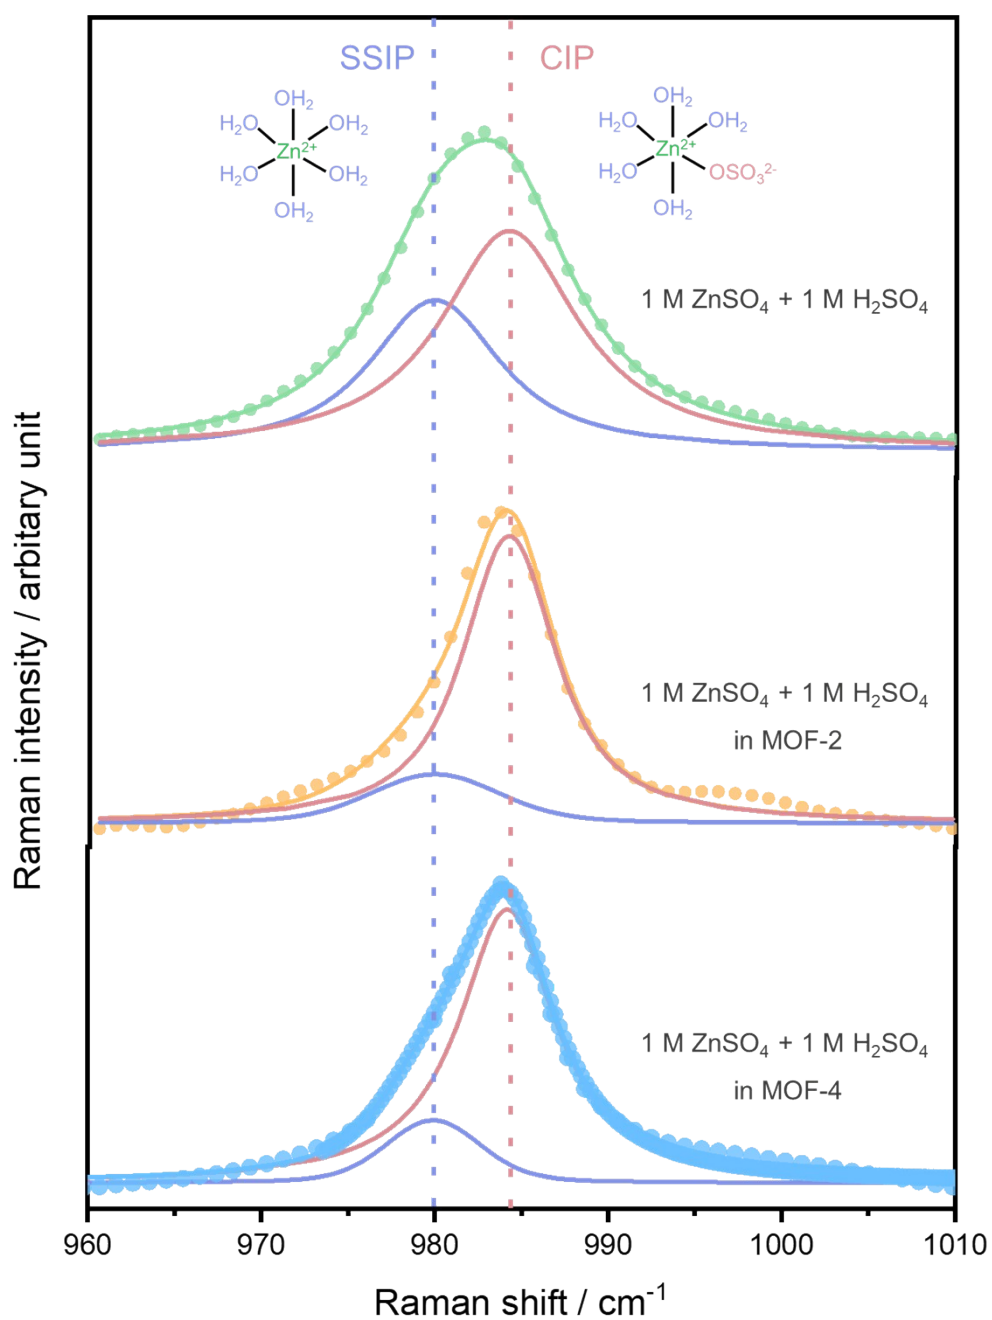 SSIP CIP
OH₂
H₂O OH₂
Zn²⁺
H₂O OH₂
OH₂
OH₂
H₂O OH₂
Zn²⁺
H₂O OSO₃²⁻
OH₂
1 M ZnSO₄ + 1 M H₂SO₄
1 M ZnSO₄ + 1 M H₂SO₄
in MOF-2
1 M ZnSO₄ + 1 M H₂SO₄
in MOF-4
Raman intensity / arbitary unit
960 970 980 990 1000 1010
Raman shift / cm⁻¹